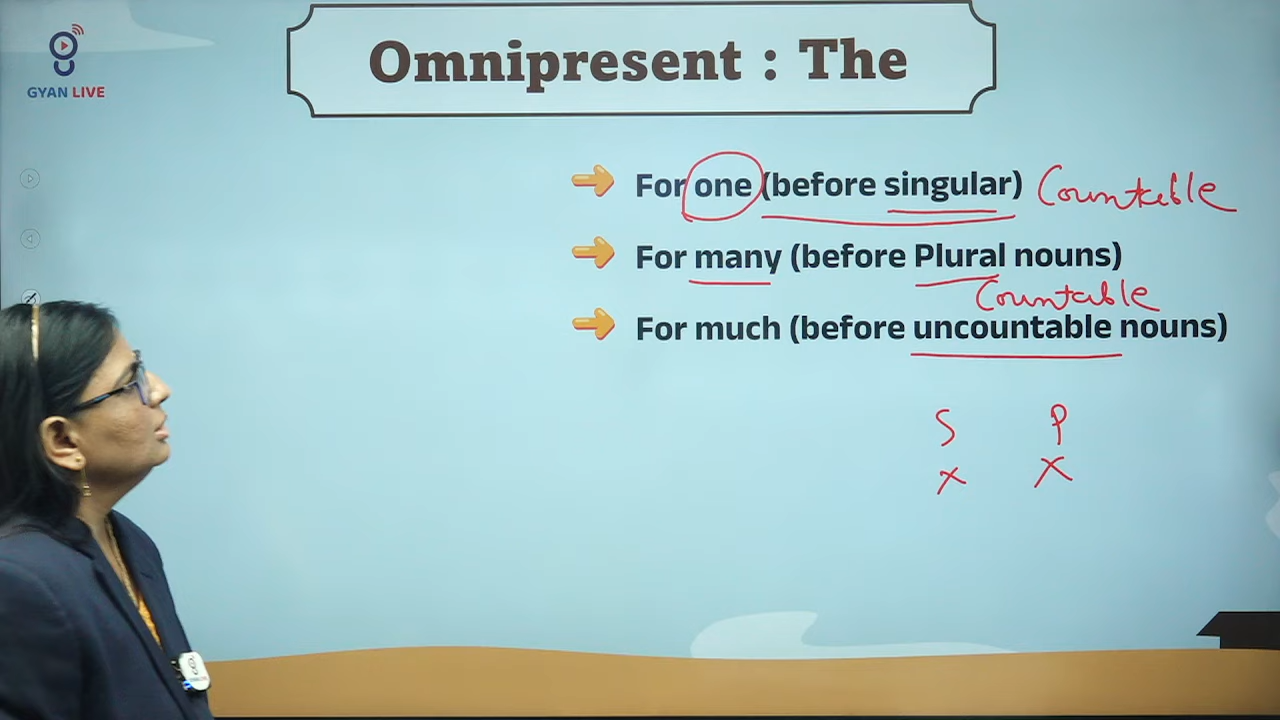 GYAN LIVE
Omnipresent : The
For one (before singular) Countable
For many (before Plural nouns)
Countable
For much (before uncountable nouns)
S P
x x